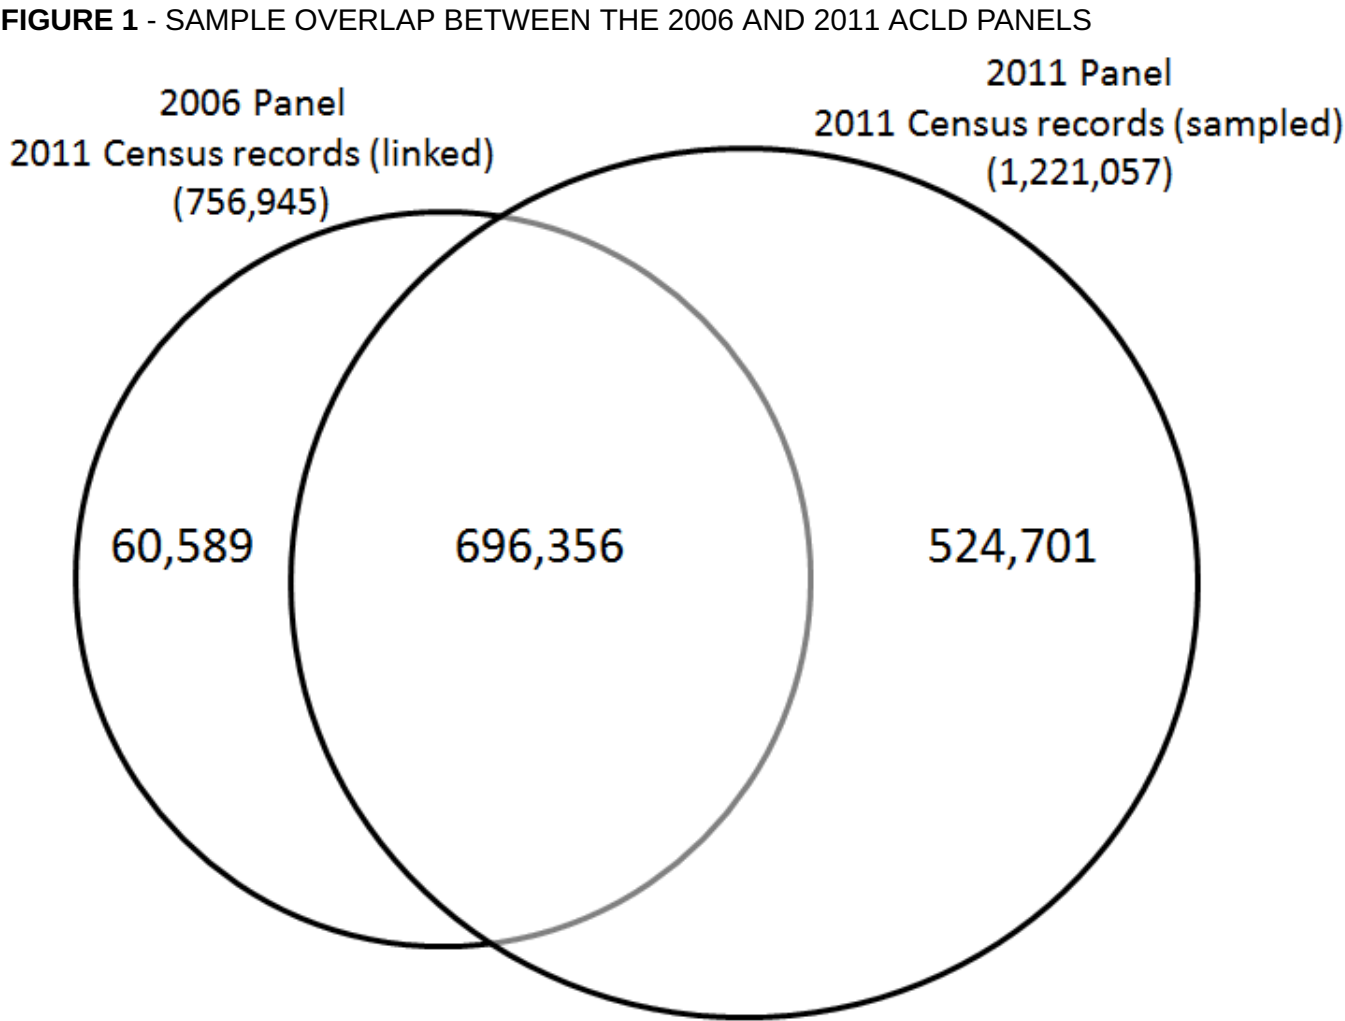 FIGURE 1 - SAMPLE OVERLAP BETWEEN THE 2006 AND 2011 ACLD PANELS
2006 Panel
2011 Census records (linked)
(756,945)
2011 Panel
2011 Census records (sampled)
(1,221,057)
60,589
696,356
524,701